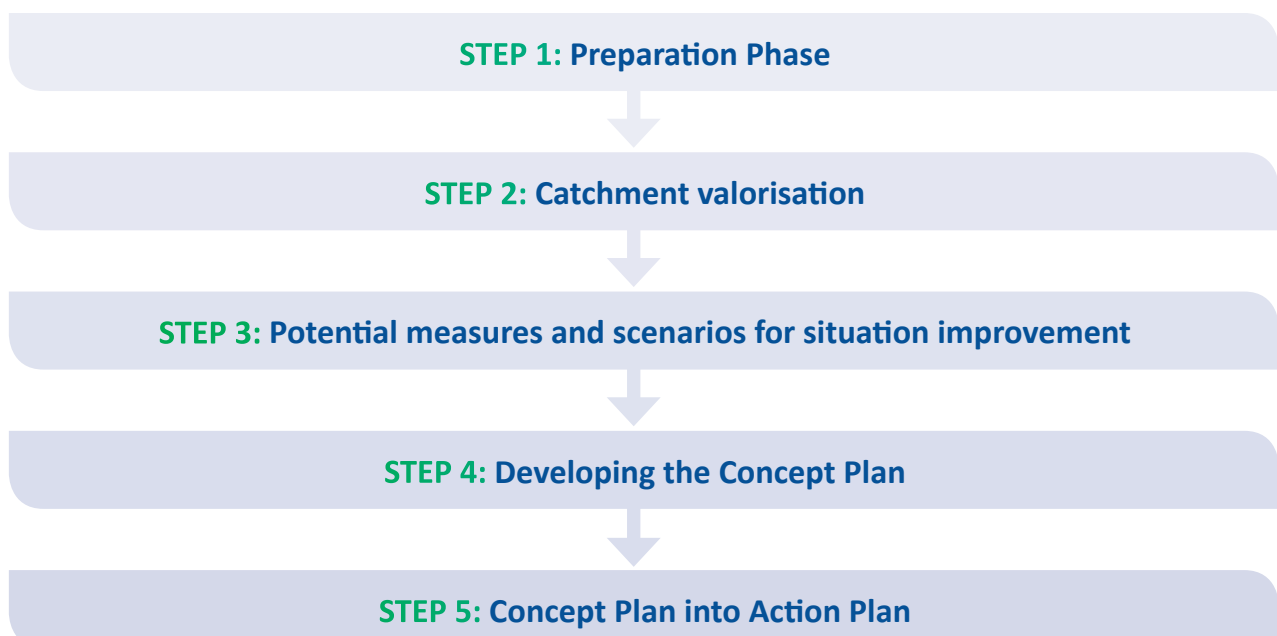 STEP 1: Preparation Phase
STEP 2: Catchment valorisation
STEP 3: Potential measures and scenarios for situation improvement
STEP 4: Developing the Concept Plan
STEP 5: Concept Plan into Action Plan